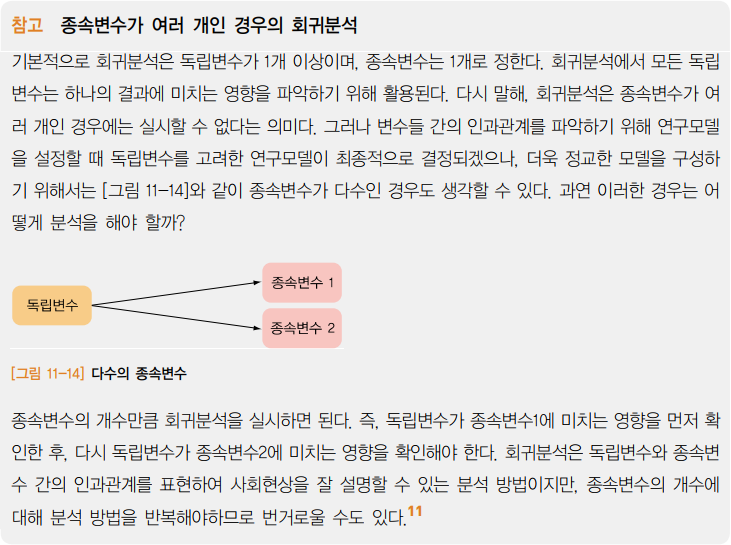 참고 종속변수가 여러 개인 경우의 회귀분석
기본적으로 회귀분석은 독립변수가 1개 이상이며, 종속변수는 1개로 정한다. 회귀분석에서 모든 독립
변수는 하나의 결과에 미치는 영향을 파악하기 위해 활용된다. 다시 말해, 회귀분석은 종속변수가 여
러 개인 경우에는 실시할 수 없다는 의미다. 그러나 변수들 간의 인과관계를 파악하기 위해 연구모델
을 설정할 때 독립변수를 고려한 연구모델이 최종적으로 결정되겠으나, 더욱 정교한 모델을 구성하
기 위해서는 [그림 11-14]와 같이 종속변수가 다수인 경우도 생각할 수 있다. 과연 이러한 경우는 어
떻게 분석을 해야 할까?
종속변수 1
독립변수
종속변수 2
[그림 11-14] 다수의 종속변수
종속변수의 개수만큼 회귀분석을 실시하면 된다. 즉, 독립변수가 종속변수1에 미치는 영향을 먼저 확
인한 후, 다시 독립변수가 종속변수2에 미치는 영향을 확인해야 한다. 회귀분석은 독립변수와 종속변
수 간의 인과관계를 표현하여 사회현상을 잘 설명할 수 있는 분석 방법이지만, 종속변수의 개수에
대해 분석 방법을 반복해야하므로 번거로울 수도 있다.11